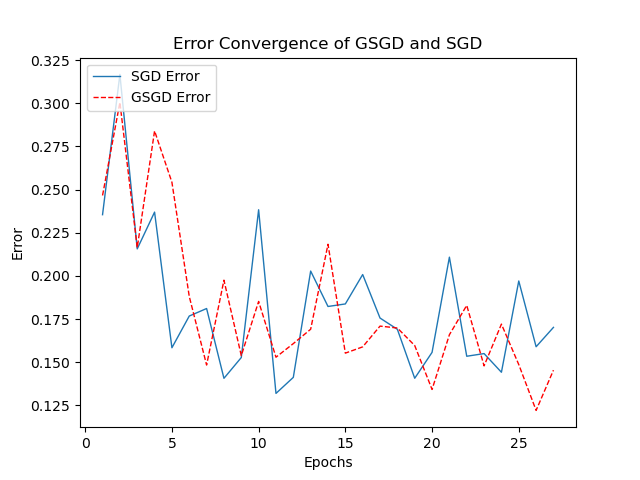 Error Convergence of GSGD and SGD
SGD Error
GSGD Error
0.325
0.300
0.275
0.250
0.225
0.200
0.175
0.150
0.125
Error
0 5 10 15 20 25
Epochs